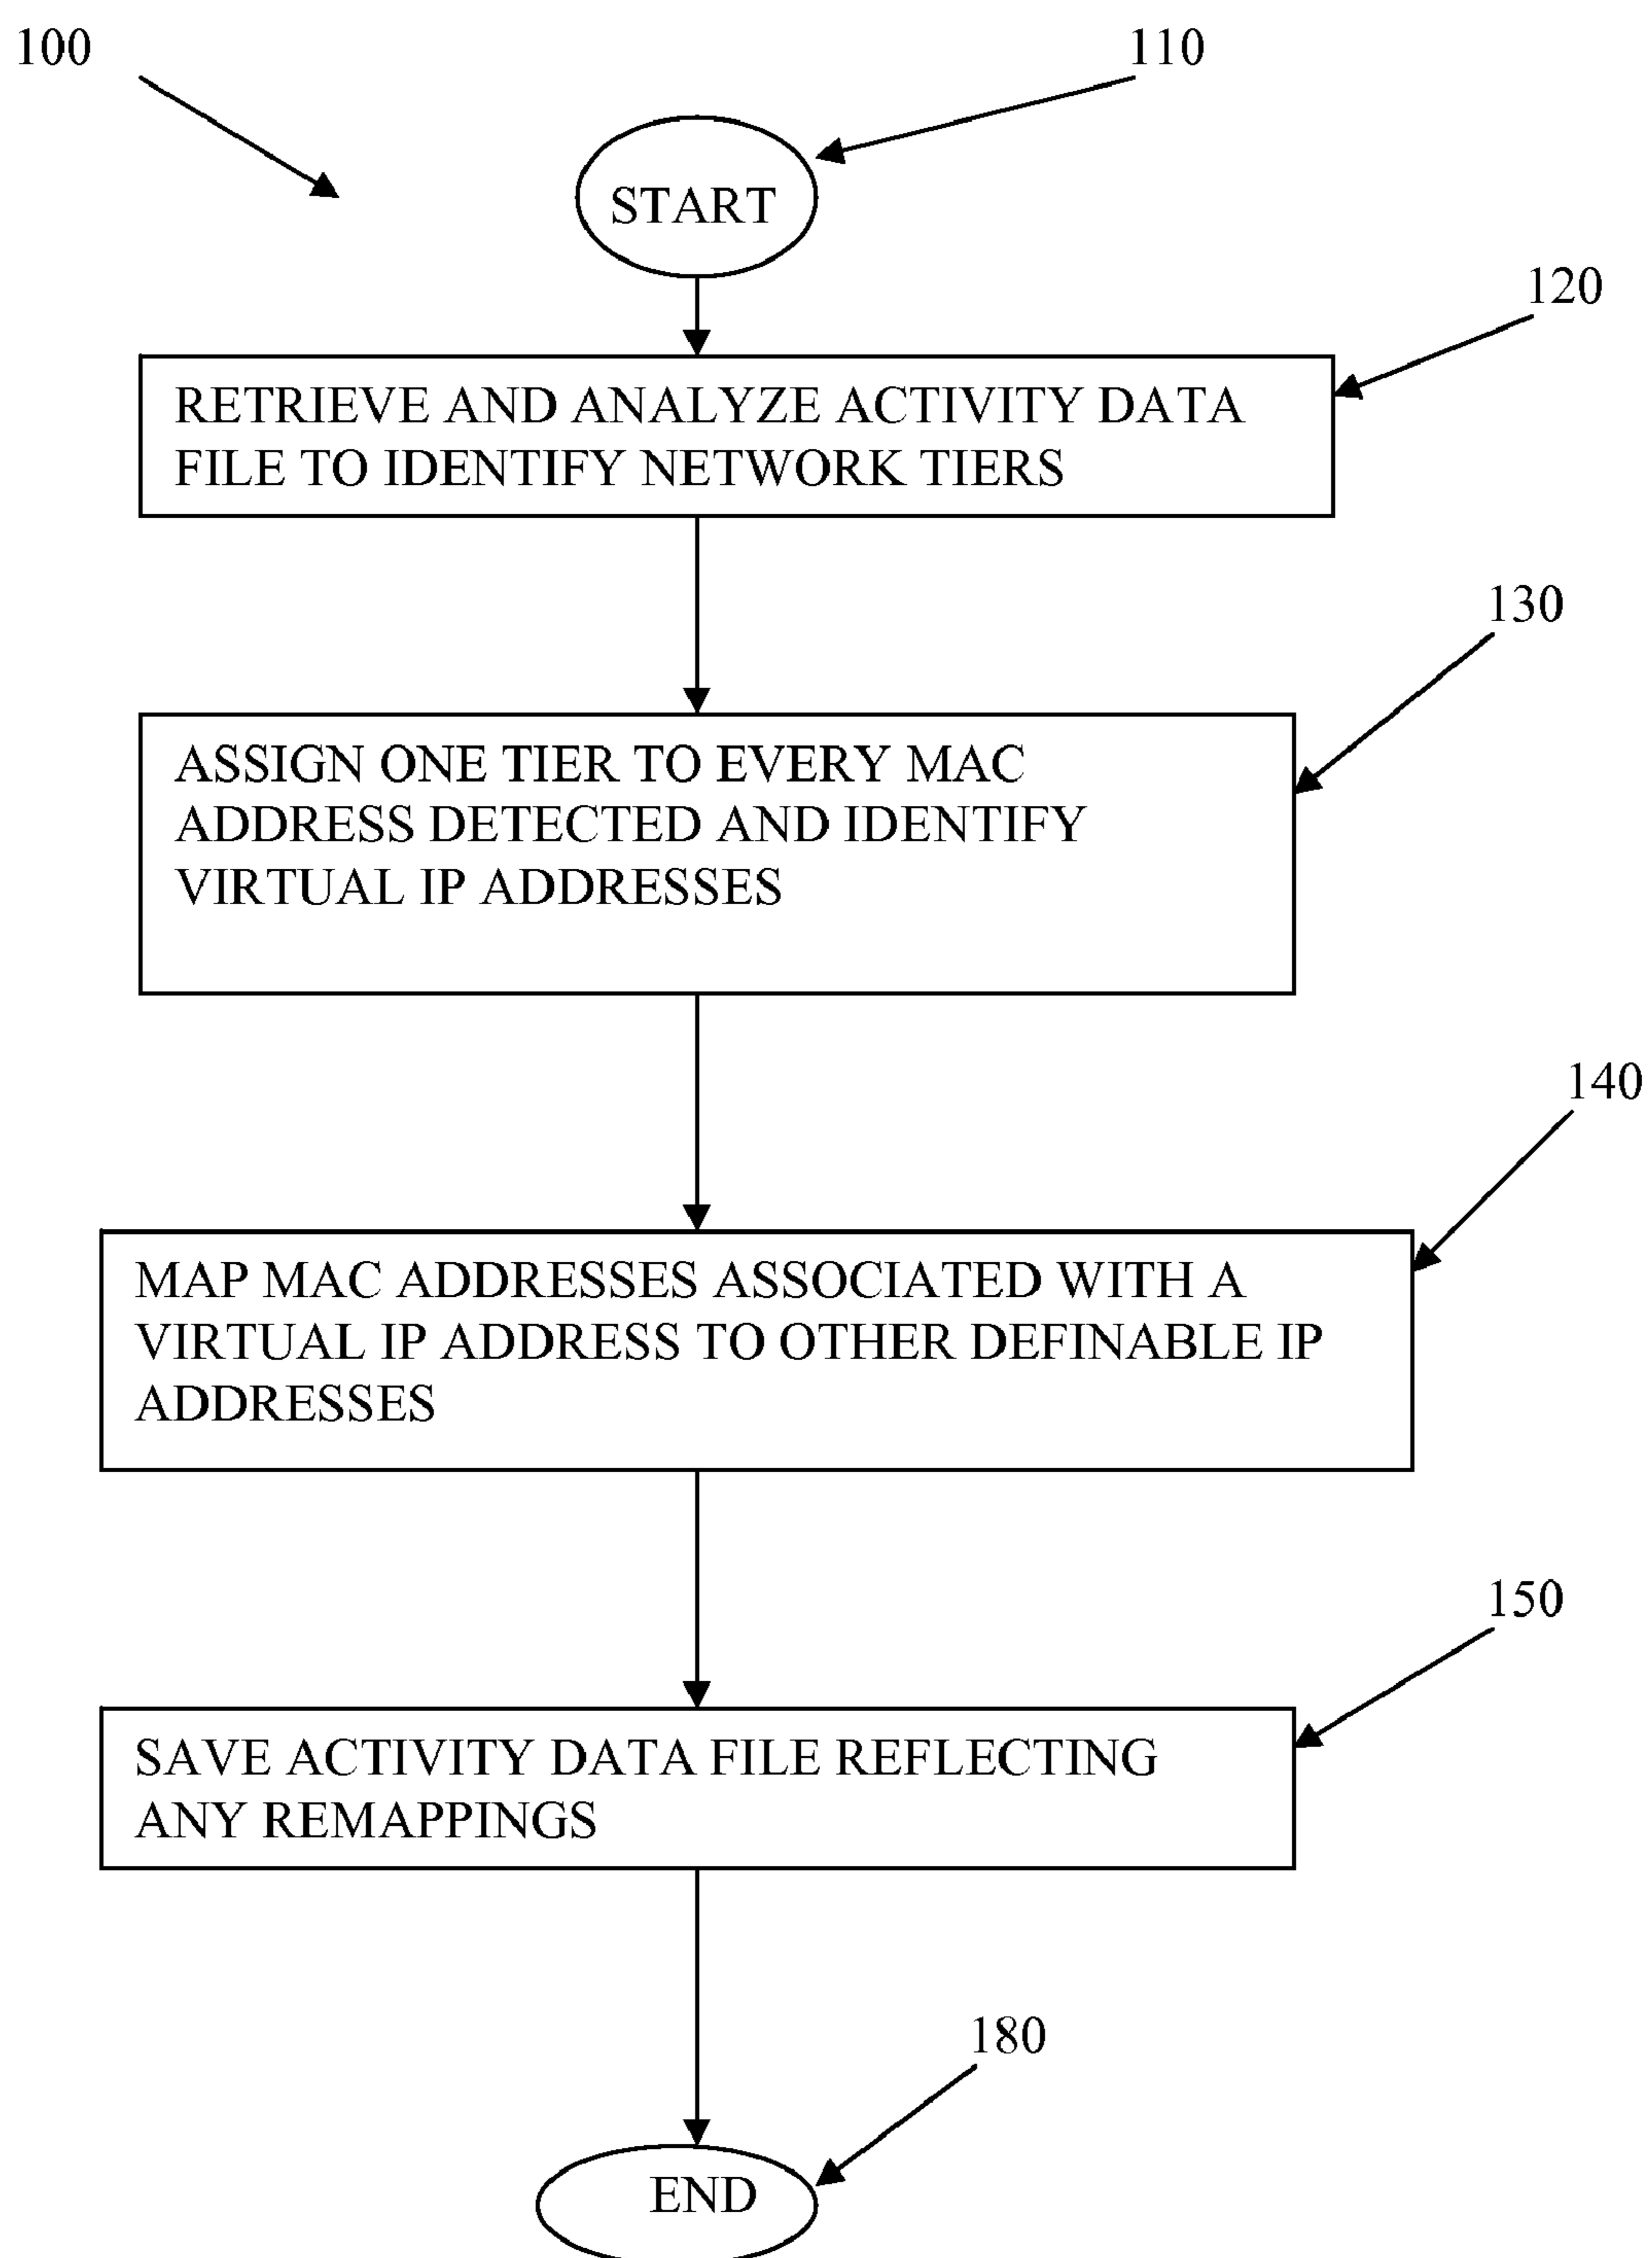 100
110
START
120
RETRIEVE AND ANALYZE ACTIVITY DATA
FILE TO IDENTIFY NETWORK TIERS
130
ASSIGN ONE TIER TO EVERY MAC
ADDRESS DETECTED AND IDENTIFY
VIRTUAL IP ADDRESSES
140
MAP MAC ADDRESSES ASSOCIATED WITH A
VIRTUAL IP ADDRESS TO OTHER DEFINABLE IP
ADDRESSES
150
SAVE ACTIVITY DATA FILE REFLECTING
ANY REMAPPINGS
180
END